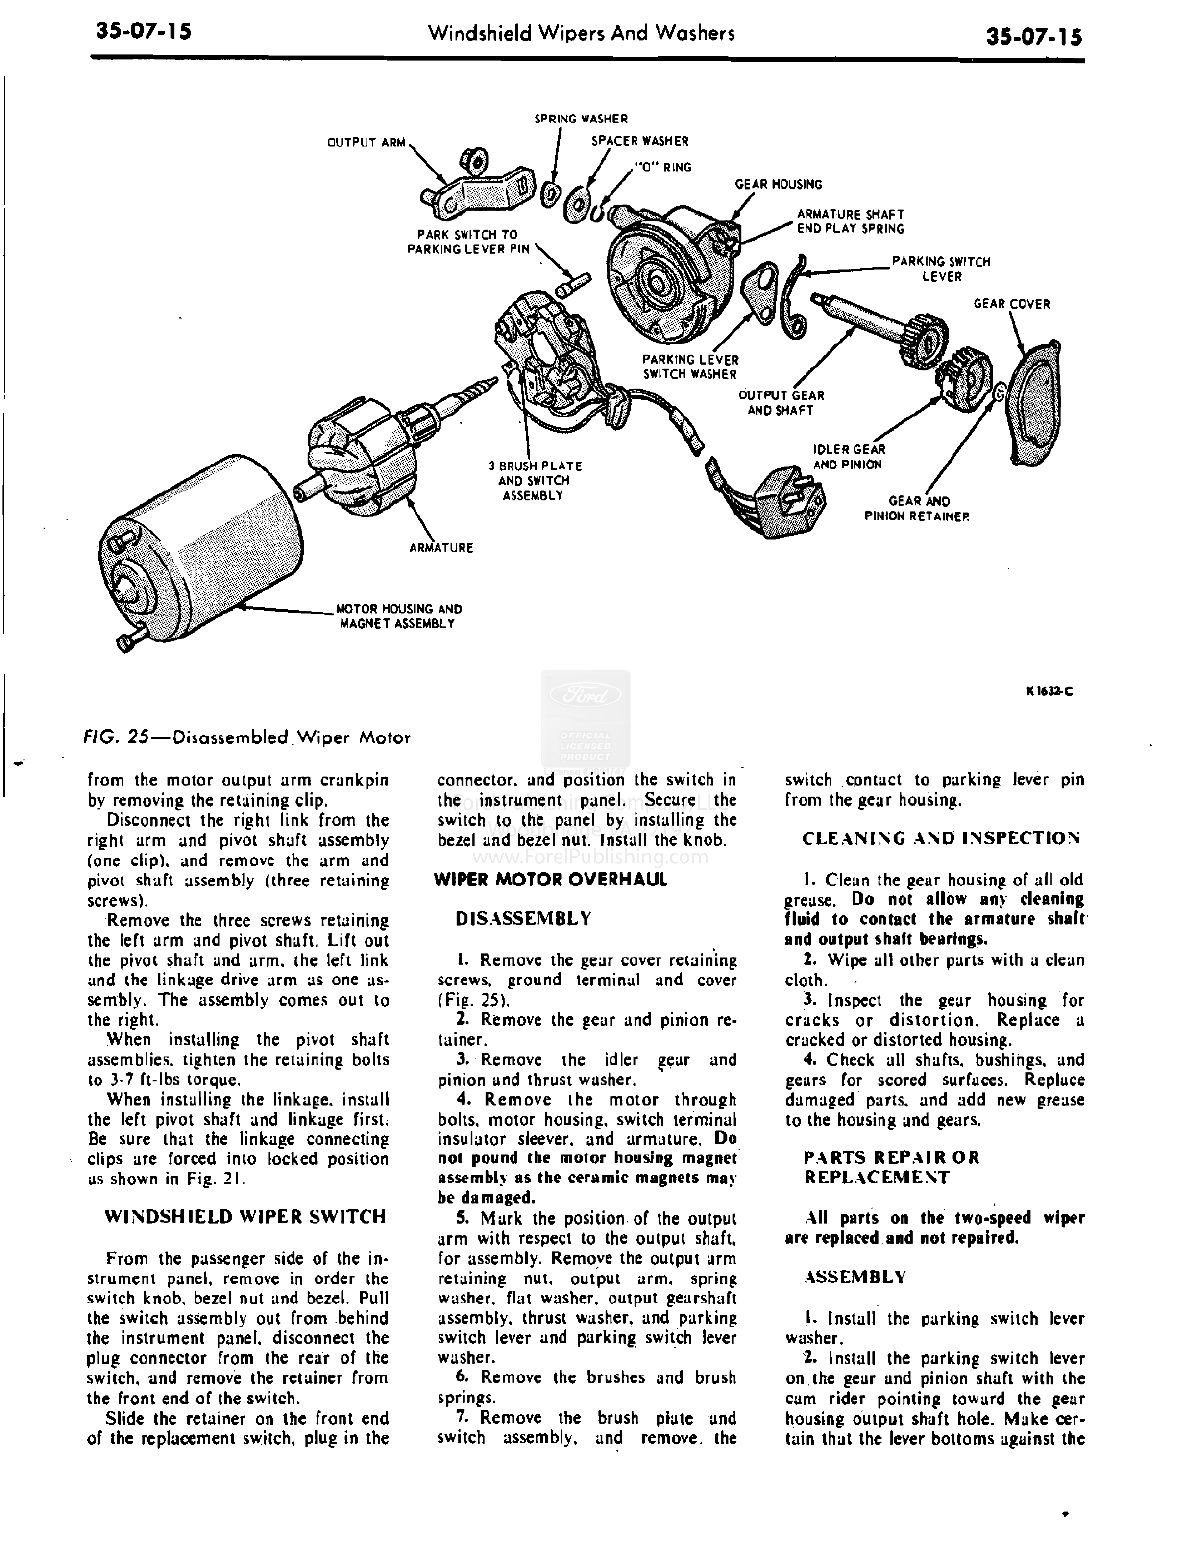 35-07-15
Windshield Wipers And Washers
35-07-15
SPRING WASHER
OUTPUT ARM
SPACER WASHER
"O" RING
GEAR HOUSING
ARMATURE SHAFT
END PLAY SPRING
PARK SWITCH TO
PARKING LEVER PIN
PARKING SWITCH
LEVER
GEAR COVER
PARKING LEVER
SWITCH WASHER
OUTPUT GEAR
AND SHAFT
IDLER GEAR
AND PINION
3 BRUSH PLATE
AND SWITCH
ASSEMBLY
GEAR AND
PINION RETAINER
ARMATURE
MOTOR HOUSING AND
MAGNET ASSEMBLY
K1632-C
Ford
OFFICIAL
LICENSED
PRODUCT
FIG. 25—Disassembled Wiper Motor
from the motor output arm crankpin
by removing the retaining clip.
Disconnect the right link from the
right arm and pivot shaft assembly
(one clip), and remove the arm and
pivot shaft assembly (three retaining
screws).
Remove the three screws retaining
the left arm and pivot shaft. Lift out
the pivot shaft and arm, the left link
and the linkage drive arm as one as-
sembly. The assembly comes out to
the right.
When installing the pivot shaft
assemblies, tighten the retaining bolts
to 3-7 ft-lbs torque.
When installing the linkage, install
the left pivot shaft and linkage first.
Be sure that the linkage connecting
clips are forced into locked position
as shown in Fig. 21.
WINDSHIELD WIPER SWITCH
From the passenger side of the in-
strument panel, remove in order the
switch knob, bezel nut and bezel. Pull
the switch assembly out from behind
the instrument panel, disconnect the
plug connector from the rear of the
switch, and remove the retainer from
the front end of the switch.
Slide the retainer on the front end
of the replacement switch, plug in the
connector, and position the switch in
the instrument panel. Secure the
switch to the panel by installing the
bezel and bezel nut. Install the knob.
www.ForelPublishing.com
WIPER MOTOR OVERHAUL
DISASSEMBLY
1. Remove the gear cover retaining
screws, ground terminal and cover
(Fig. 25).
2. Remove the gear and pinion re-
tainer.
3. Remove the idler gear and
pinion and thrust washer.
4. Remove the motor through
bolts, motor housing, switch terminal
insulator sleever, and armature. Do
not pound the motor housing magnet
assembly as the ceramic magnets may
be damaged.
5. Mark the position of the output
arm with respect to the output shaft,
for assembly. Remove the output arm
retaining nut, output arm, spring
washer, flat washer, output gearshaft
assembly, thrust washer, and parking
switch lever and parking switch lever
washer.
6. Remove the brushes and brush
springs.
7. Remove the brush plate and
switch assembly, and remove the
switch contact to parking lever pin
from the gear housing.
CLEANING AND INSPECTION
1. Clean the gear housing of all old
grease. Do not allow any cleaning
fluid to contact the armature shaft
and output shaft bearings.
2. Wipe all other parts with a clean
cloth.
3. Inspect the gear housing for
cracks or distortion. Replace a
cracked or distorted housing.
4. Check all shafts, bushings, and
gears for scored surfaces. Replace
damaged parts, and add new grease
to the housing and gears.
PARTS REPAIR OR
REPLACEMENT
All parts on the two-speed wiper
are replaced and not repaired.
ASSEMBLY
1. Install the parking switch lever
washer.
2. Install the parking switch lever
on the gear and pinion shaft with the
cam rider pointing toward the gear
housing output shaft hole. Make cer-
tain that the lever bottoms against the